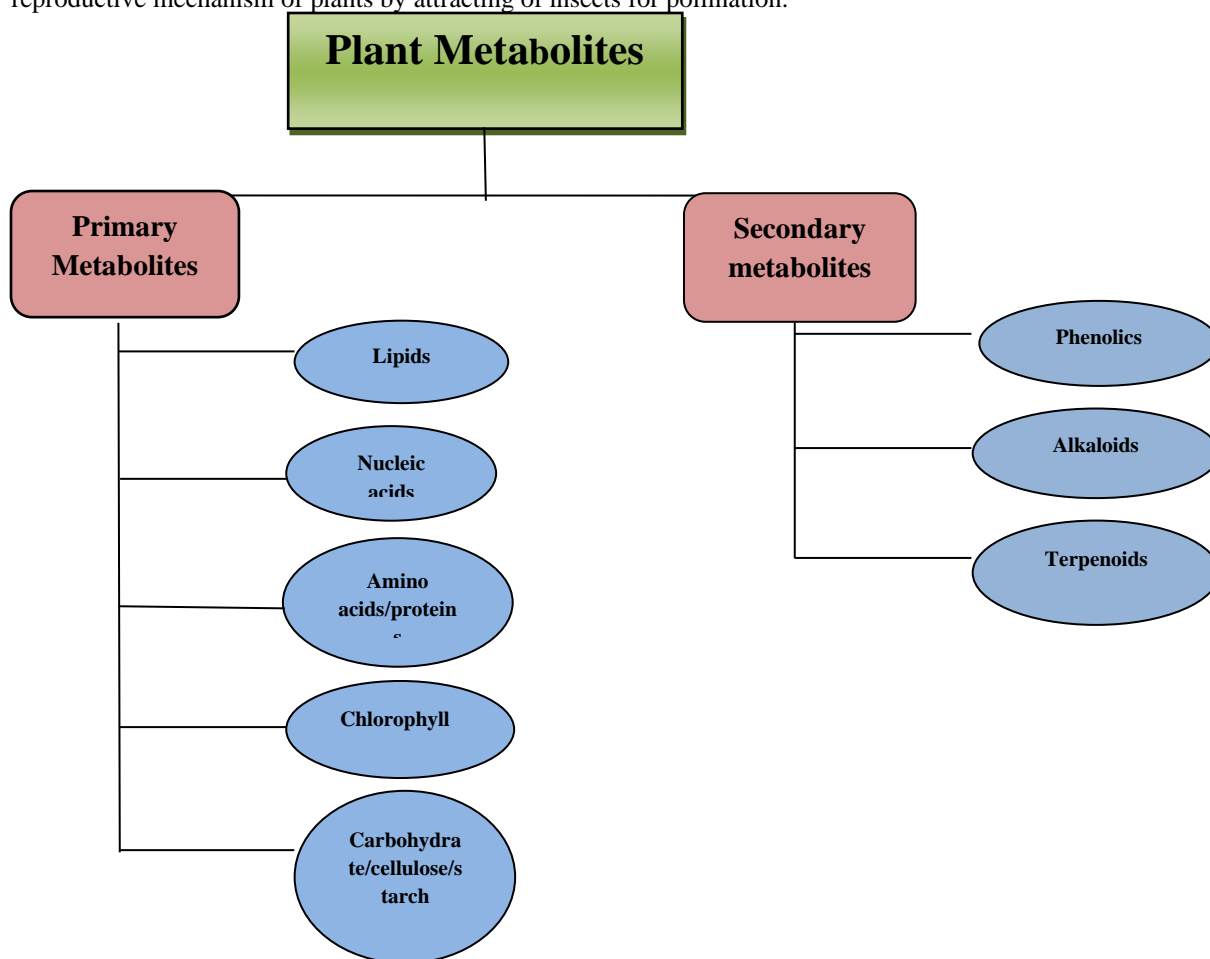 reproductive mechanism of plants by attracting of insects for pollination.
Plant Metabolites
Primary
Metabolites
Secondary
metabolites
Lipids
Nucleic
acids
Amino
acids/protein
s
Chlorophyll
Carbohydra
te/cellulose/s
tarch
Phenolics
Alkaloids
Terpenoids